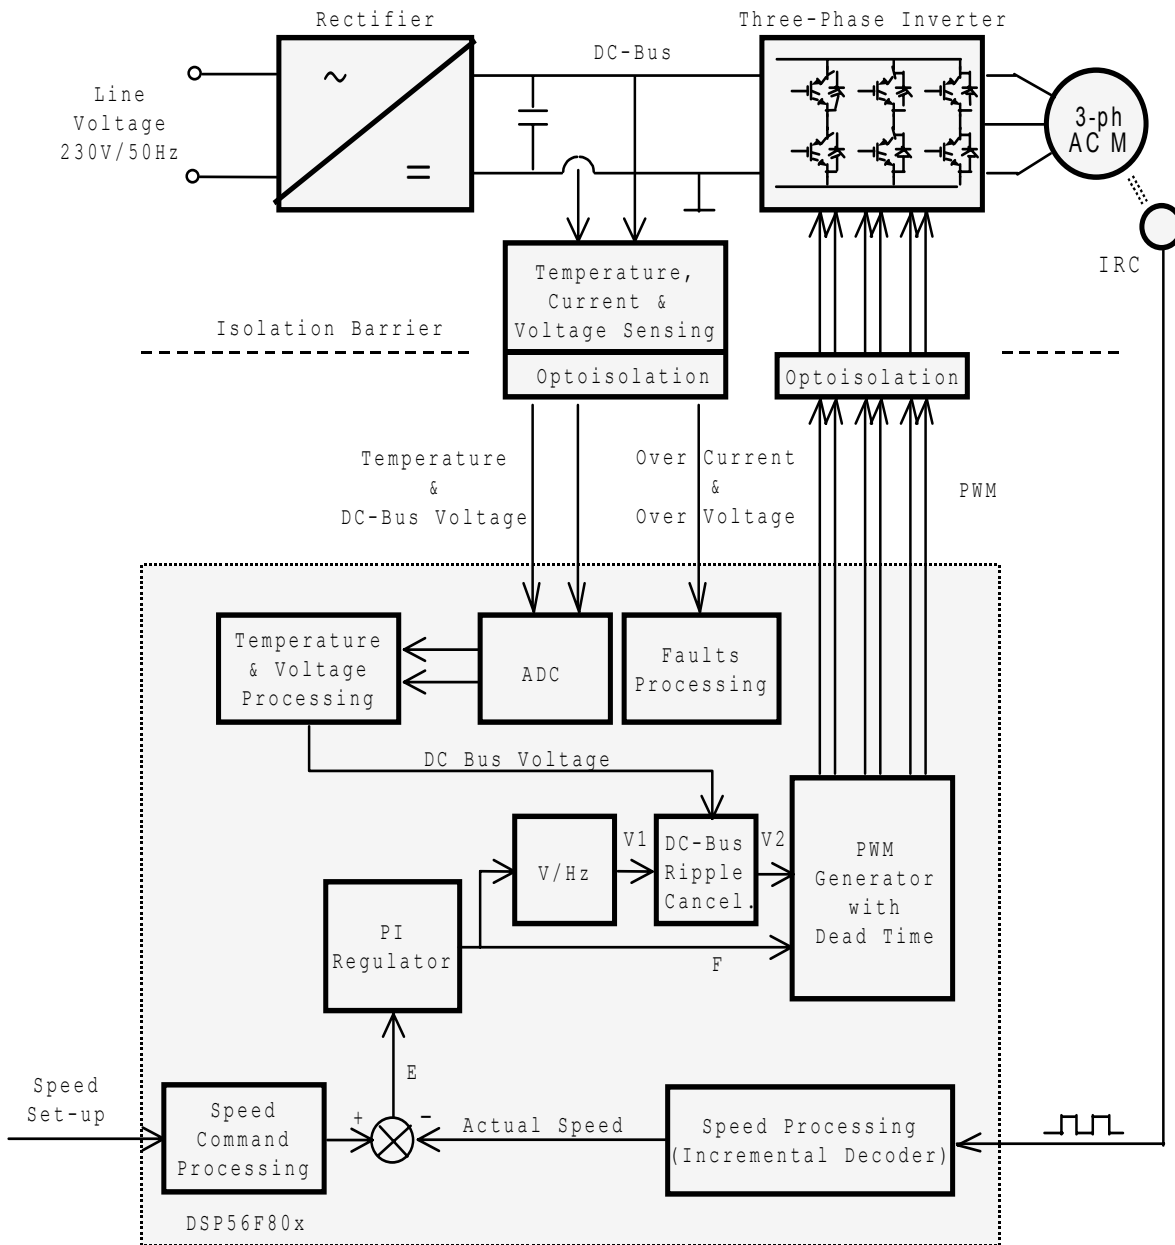 Rectifier
Three-Phase Inverter
DC-Bus
Line
Voltage
230V/50Hz
~
=
3-ph
AC M
IRC
Temperature,
Current &
Voltage Sensing
Isolation Barrier
Optoisolation
Optoisolation
Temperature
&
DC-Bus Voltage
Over Current
&
Over Voltage
PWM
Temperature
& Voltage
Processing
ADC
Faults
Processing
DC Bus Voltage
V/Hz
V1
DC-Bus
Ripple
Cancel.
V2
PWM
Generator
with
Dead Time
PI
Regulator
F
E
Speed
Set-up
Speed
Command
Processing
+
-
Actual Speed
Speed Processing
(Incremental Decoder)
DSP56F80x